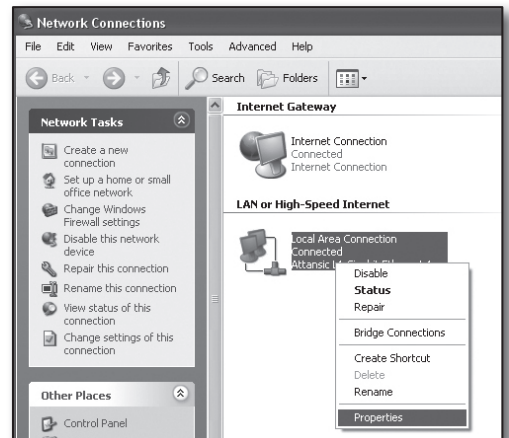 Network Connections
File Edit View Favorites Tools Advanced Help
Back Search Folders
Network Tasks
Create a new
connection
Set up a home or small
office network
Change Windows
Firewall settings
Disable this network
device
Repair this connection
Rename this connection
View status of this
connection
Change settings of this
connection
Other Places
Control Panel
Internet Gateway
Internet Connection
Connected
Internet Connection
LAN or High-Speed Internet
Local Area Connection
Connected
Attansic
Disable
Status
Repair
Bridge Connections
Create Shortcut
Delete
Rename
Properties